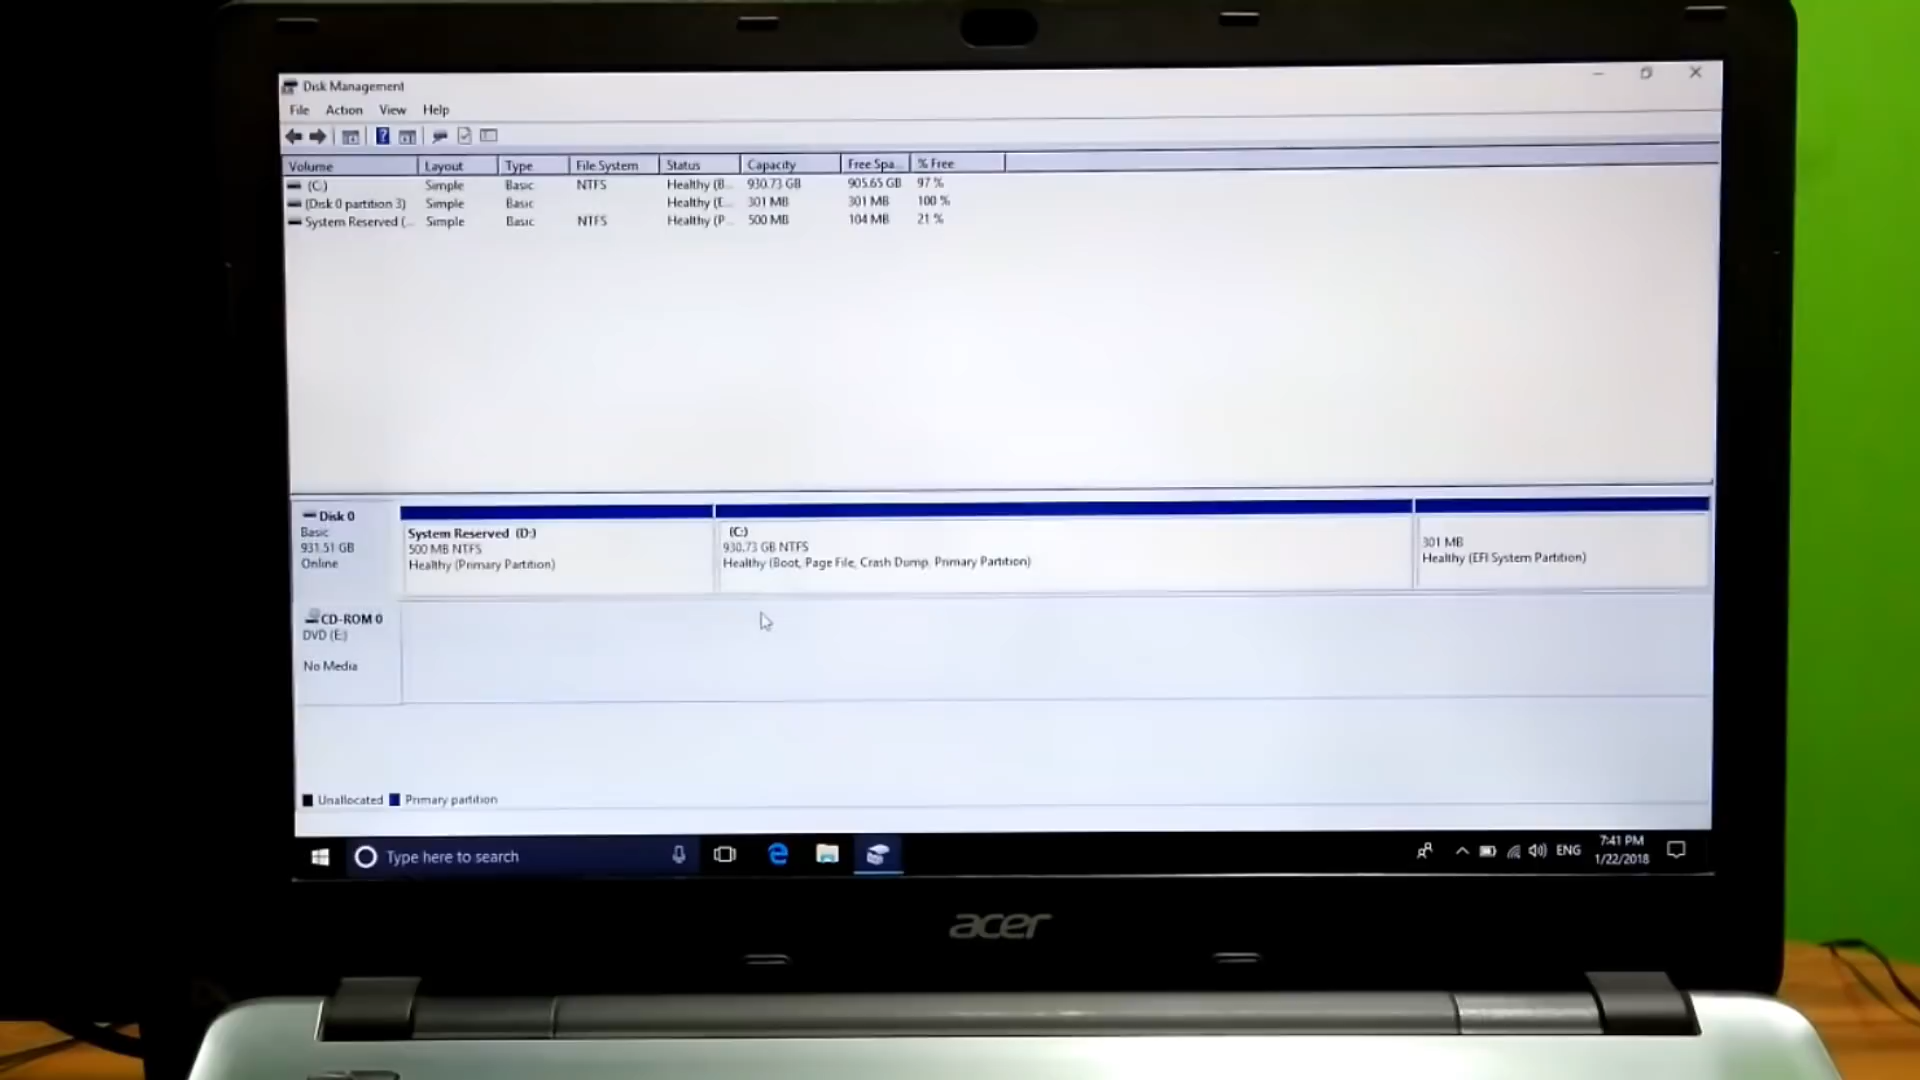 Disk Management
File Action View Help
Volume Layout Type File System Status Capacity Free Spa... % Free
(C:) Simple Basic NTFS Healthy (B... 930.73 GB 905.65 GB 97 %
(Disk 0 partition 3) Simple Basic Healthy (E... 301 MB 301 MB 100 %
System Reserved (... Simple Basic NTFS Healthy (P... 500 MB 104 MB 21 %
Disk 0
Basic
931.51 GB
Online
System Reserved (D:)
500 MB NTFS
Healthy (Primary Partition)
(C:)
930.73 GB NTFS
Healthy (Boot, Page File, Crash Dump, Primary Partition)
301 MB
Healthy (EFI System Partition)
CD-ROM 0
DVD (E:)
No Media
Unallocated Primary partition
Type here to search
ENG
7:41 PM
1/22/2018
acer